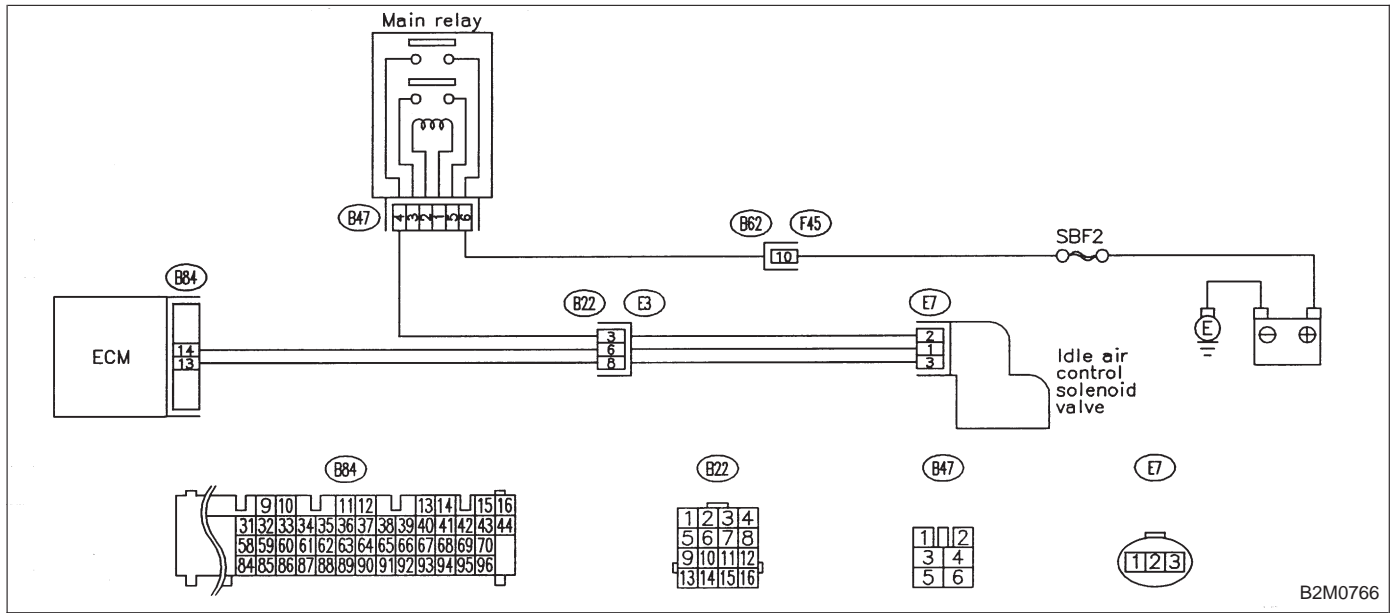 Main relay
B47
4 3 2 1 5 6
B62 F45
10
SBF2
B84
ECM
14
13
B22 E3
3
6
8
E7
2
1
3
E
⊖ ⊕
Idle air
control
solenoid
valve
B84
9 10 11 12 13 14 15 16
31 32 33 34 35 36 37 38 39 40 41 42 43 44
58 59 60 61 62 63 64 65 66 67 68 69 70
84 85 86 87 88 89 90 91 92 93 94 95 96
B22
1 2 3 4
5 6 7 8
9 10 11 12
13 14 15 16
B47
1 2
3 4
5 6
E7
1 2 3
B2M0766